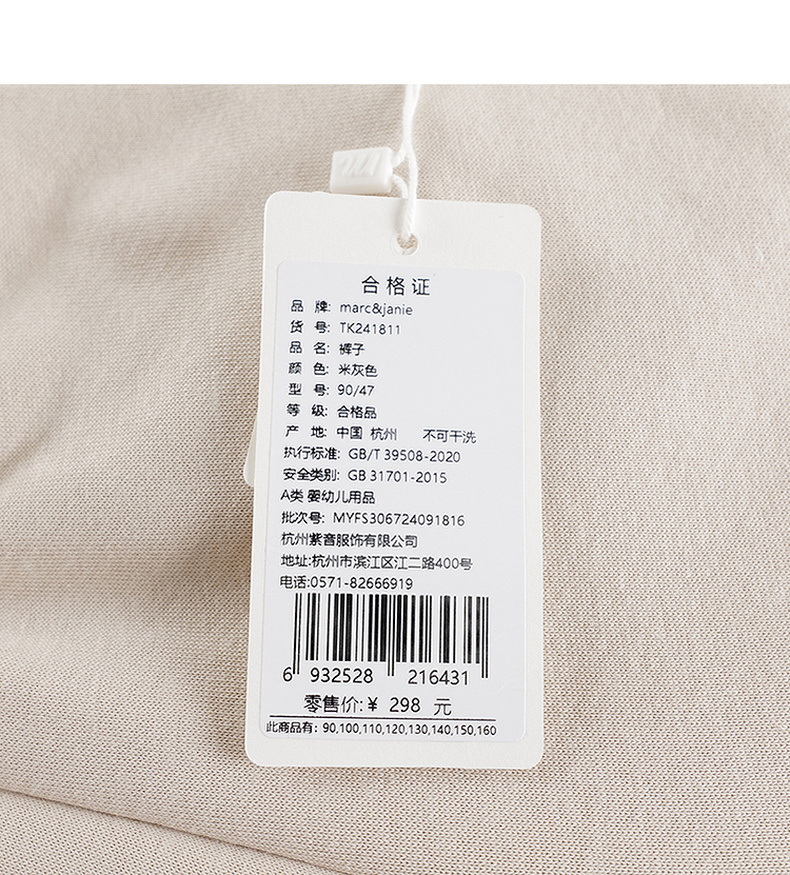 合格证
品 牌: marc&janie
货 号: TK241811
品 名: 裤子
颜 色: 米灰色
型 号: 90/47
等 级: 合格品
产 地: 中国 杭州 不可干洗
执行标准: GB/T 39508-2020
安全类别: GB 31701-2015
A类 婴幼儿用品
批次号: MYFS306724091816
杭州紫音服饰有限公司
地址:杭州市滨江区江二路400号
电话:0571-82666919
6 932528 216431
零售价:¥ 298 元
此商品有: 90,100,110,120,130,140,150,160